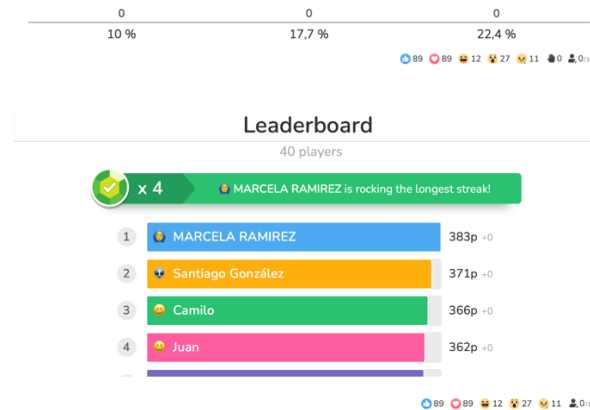 0 0 0
10 % 17,7 % 22,4 %
89 89 12 27 11 0
Leaderboard
40 players
x 4 MARCELA RAMIREZ is rocking the longest streak!
1 MARCELA RAMIREZ 383p +0
2 Santiago González 371p +0
3 Camilo 366p +0
4 Juan 362p +0
89 89 12 27 11 0/